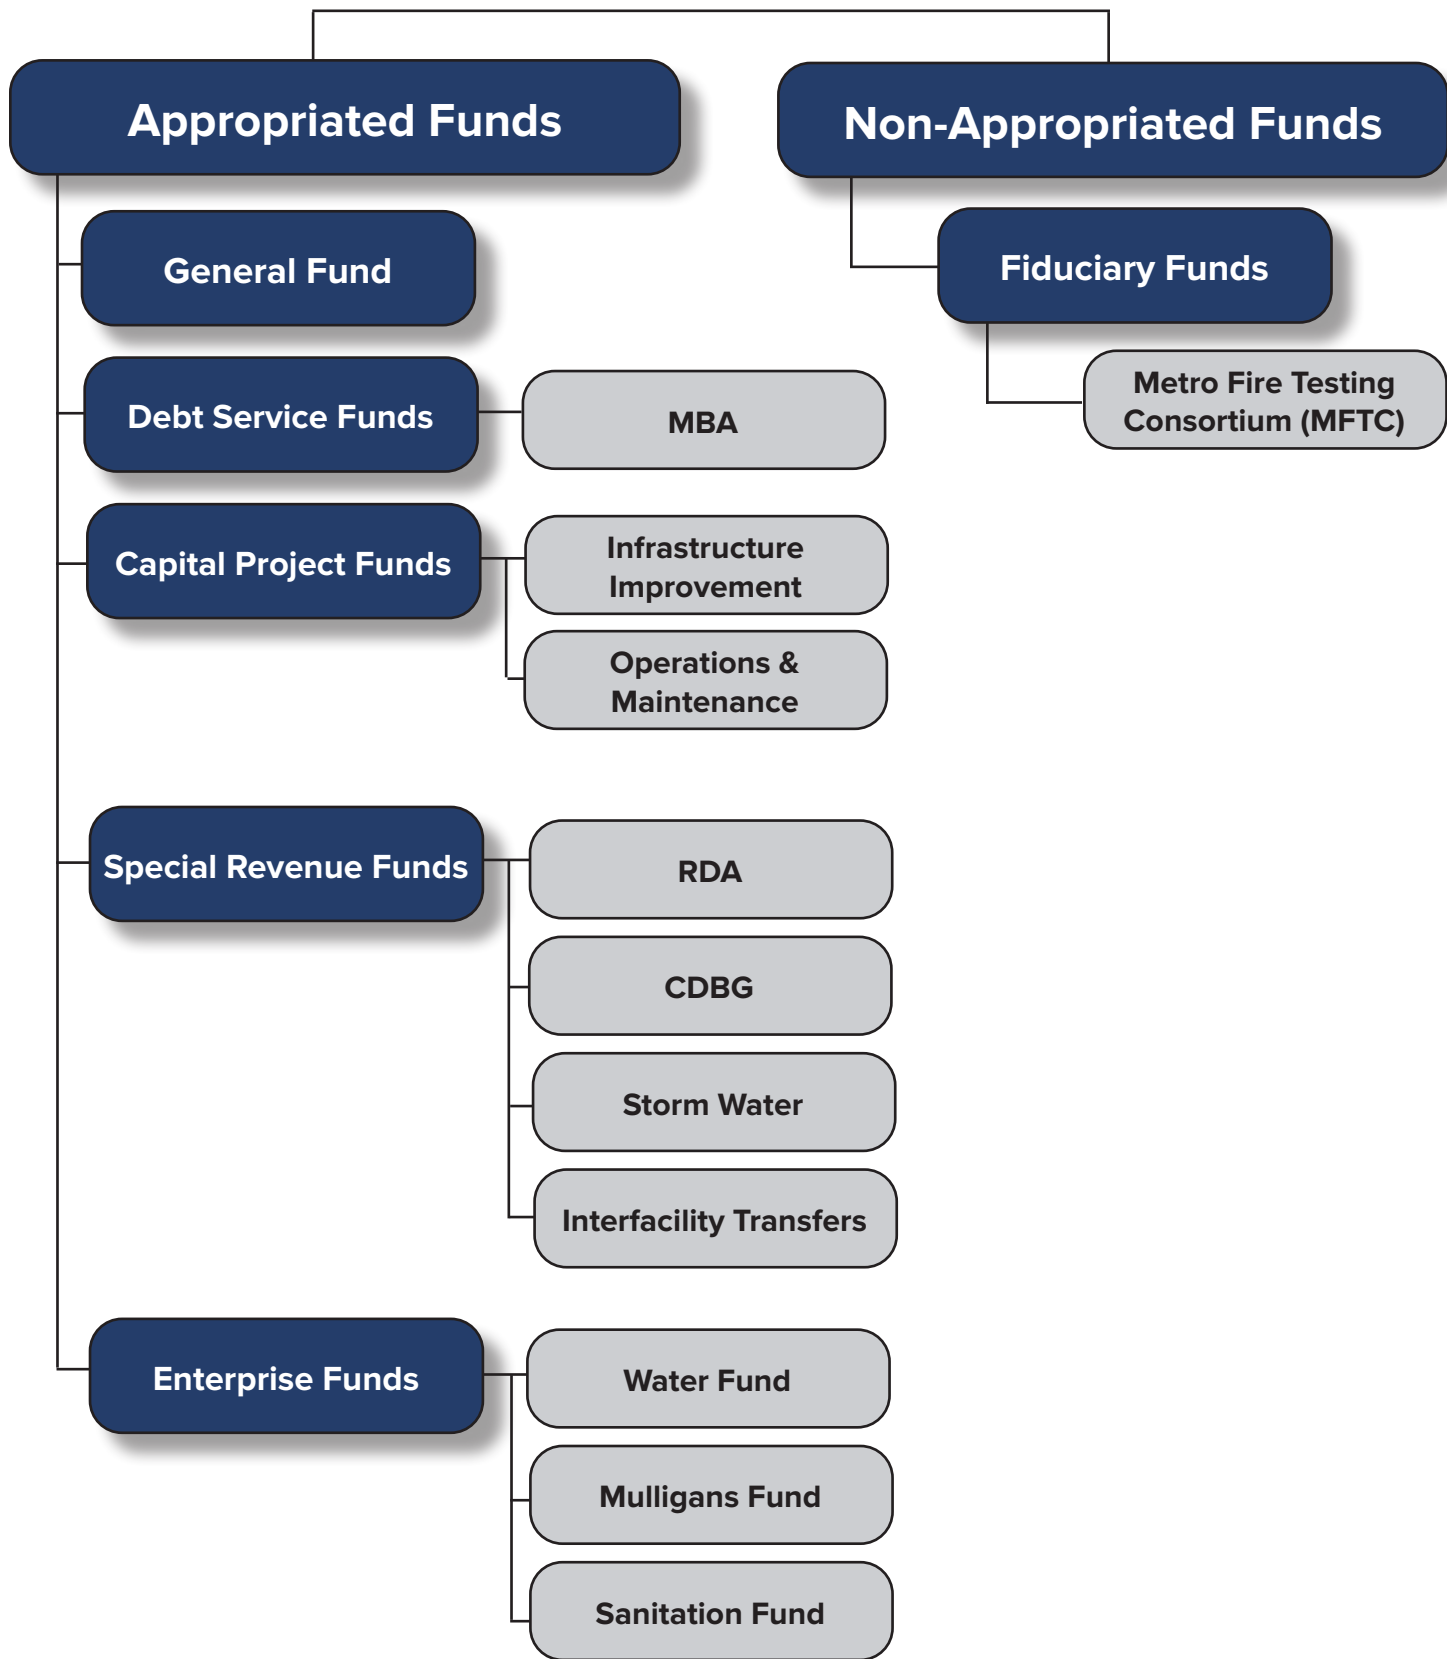 Appropriated Funds
Non-Appropriated Funds
General Fund
Fiduciary Funds
Metro Fire Testing
Consortium (MFTC)
Debt Service Funds
MBA
Capital Project Funds
Infrastructure
Improvement
Operations &
Maintenance
Special Revenue Funds
RDA
CDBG
Storm Water
Interfacility Transfers
Enterprise Funds
Water Fund
Mulligans Fund
Sanitation Fund